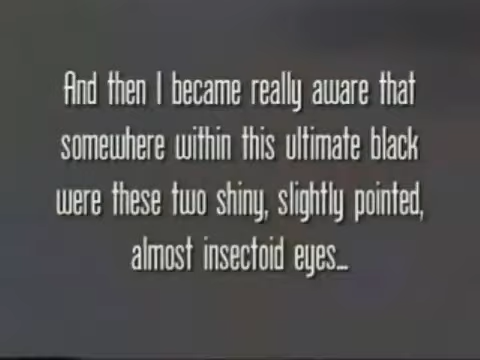 And then I became really aware that
somewhere within this ultimate black
were these two shiny, slightly pointed,
almost insectoid eyes...